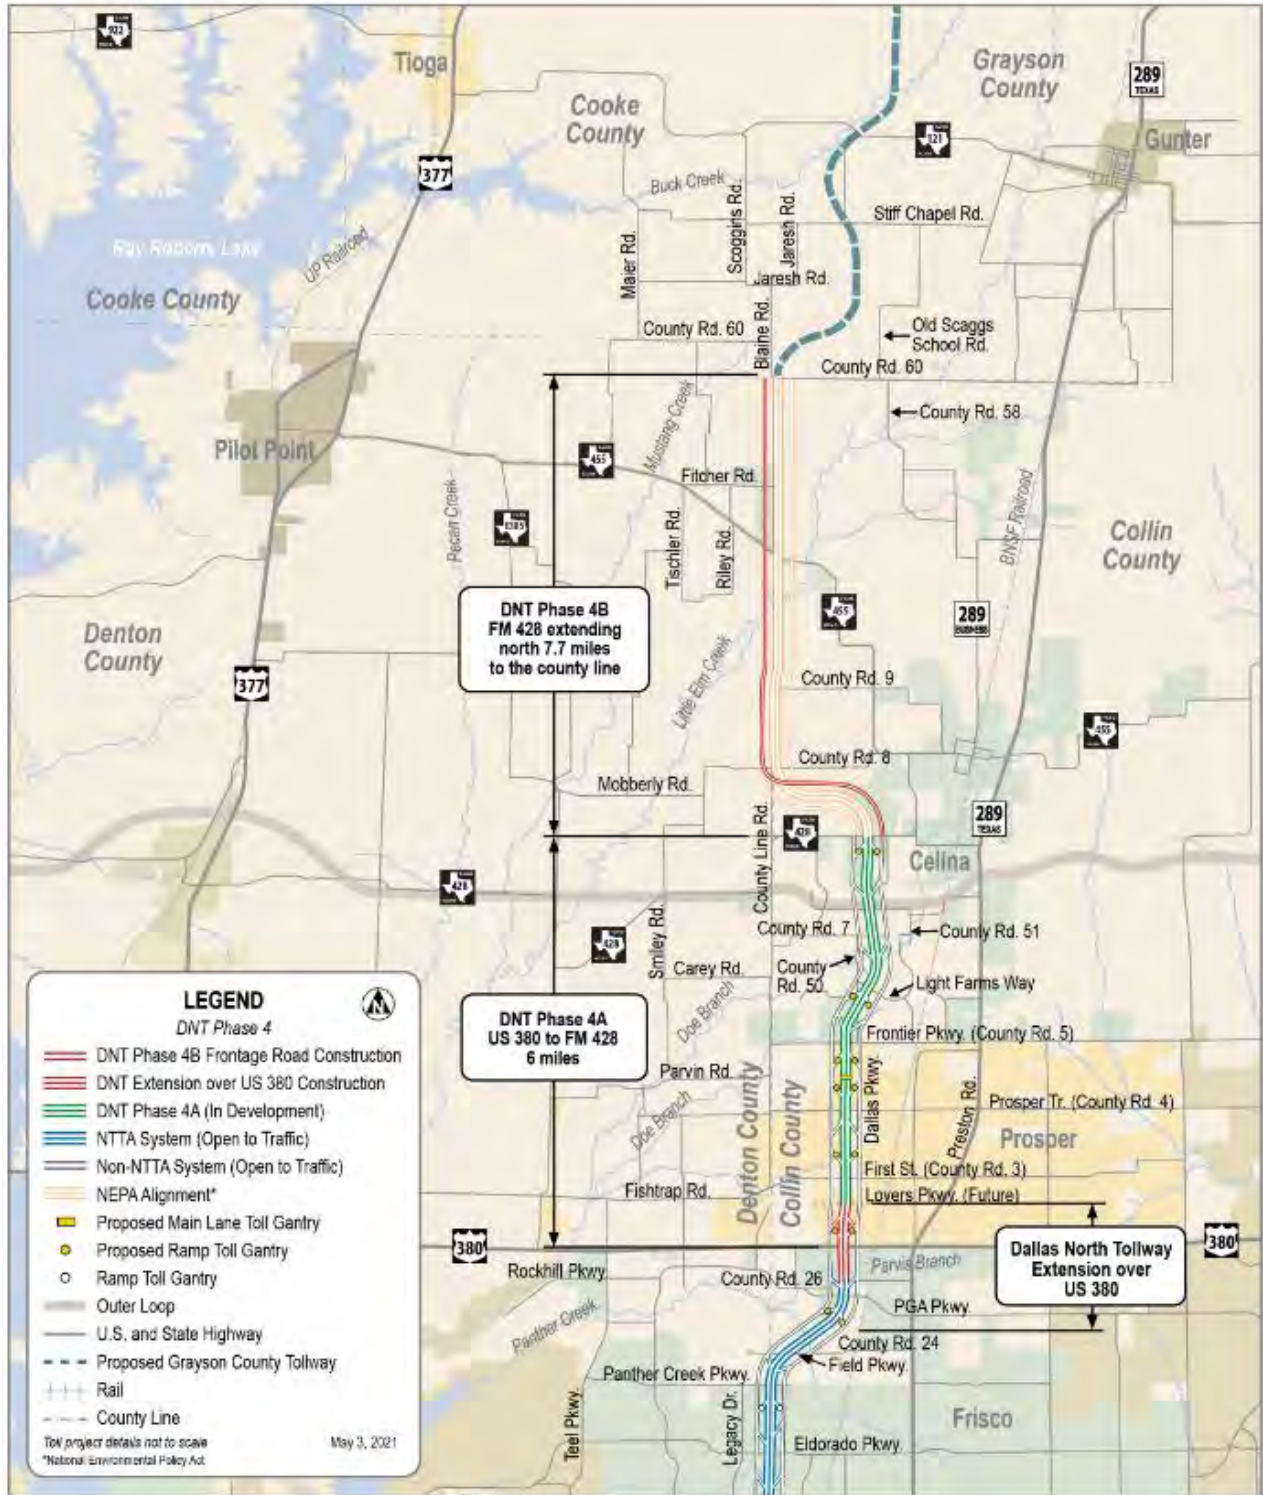 922
Tioga
Cooke
County
Grayson
County
289
TEXAS
121
Gunter
377
Buck Creek
Scoggins Rd.
Jaresh Rd.
Stiff Chapel Rd.
Ray Roberts Lake
UP Railroad
Maier Rd.
Jaresh Rd.
Cooke County
Blaine Rd.
County Rd. 60
Old Scaggs
School Rd.
County Rd. 60
County Rd. 58
Mustang Creek
Pilot Point
455
Fitcher Rd.
Pecan Creek
BNSF Railroad
Tischler Rd.
Riley Rd.
Collin
County
DNT Phase 4B
FM 428 extending
north 7.7 miles
to the county line
455
289
BUSINESS
Denton
County
377
Little Elm Creek
County Rd. 9
455
County Rd. 8
Mobberly Rd.
County Line Rd.
428
289
TEXAS
Celina
428
Smiley Rd.
428
County Rd. 7
County Rd. 51
Carey Rd.
County
Rd. 50
Light Farms Way
Doe Branch
DNT Phase 4A
US 380 to FM 428
6 miles
Frontier Pkwy. (County Rd. 5)
Parvin Rd.
Denton County
Collin County
Dallas Pkwy.
Preston Rd.
Doe Branch
Prosper Tr. (County Rd. 4)
Prosper
First St. (County Rd. 3)
Fishtrap Rd.
Lovers Pkwy. (Future)
380
380
Dallas North Tollway
Extension over
US 380
Rockhill Pkwy.
County Rd. 26
Parvis Branch
PGA Pkwy.
Panther Creek
County Rd. 24
Field Pkwy.
Panther Creek Pkwy.
Teel Pkwy.
Legacy Dr.
Frisco
Eldorado Pkwy.
LEGEND
N
DNT Phase 4
DNT Phase 4B Frontage Road Construction
DNT Extension over US 380 Construction
DNT Phase 4A (In Development)
NTTA System (Open to Traffic)
Non-NTTA System (Open to Traffic)
NEPA Alignment*
Proposed Main Lane Toll Gantry
Proposed Ramp Toll Gantry
Ramp Toll Gantry
Outer Loop
U.S. and State Highway
Proposed Grayson County Tollway
Rail
County Line
Toll project details not to scale
May 3, 2021
*National Environmental Policy Act